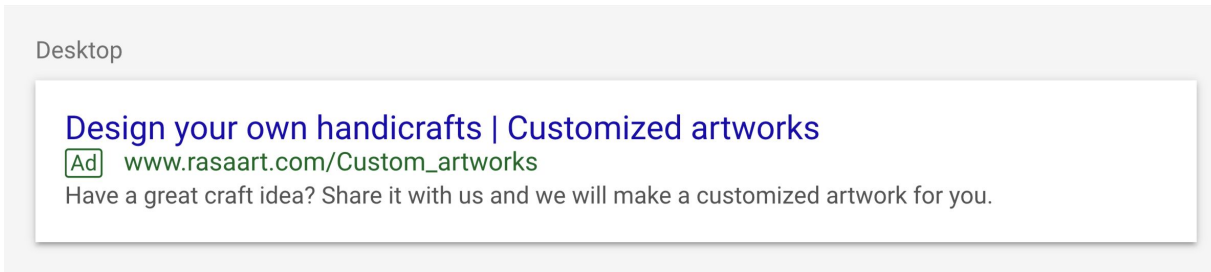 Desktop
Design your own handicrafts | Customized artworks
Ad www.rasaart.com/Custom_artworks
Have a great craft idea? Share it with us and we will make a customized artwork for you.